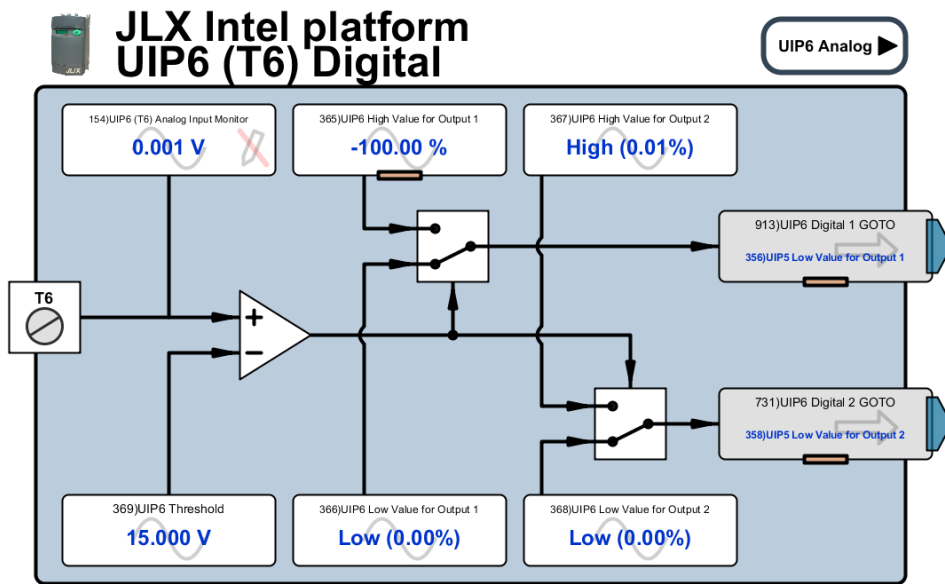 JLX Intel platform
UIP6 (T6) Digital
UIP6 Analog
JL/X
154)UIP6 (T6) Analog Input Monitor
0.001 V
365)UIP6 High Value for Output 1
-100.00 %
367)UIP6 High Value for Output 2
High (0.01%)
913)UIP6 Digital 1 GOTO
356)UIP5 Low Value for Output 1
T6
+
−
731)UIP6 Digital 2 GOTO
358)UIP5 Low Value for Output 2
369)UIP6 Threshold
15.000 V
366)UIP6 Low Value for Output 1
Low (0.00%)
368)UIP6 Low Value for Output 2
Low (0.00%)